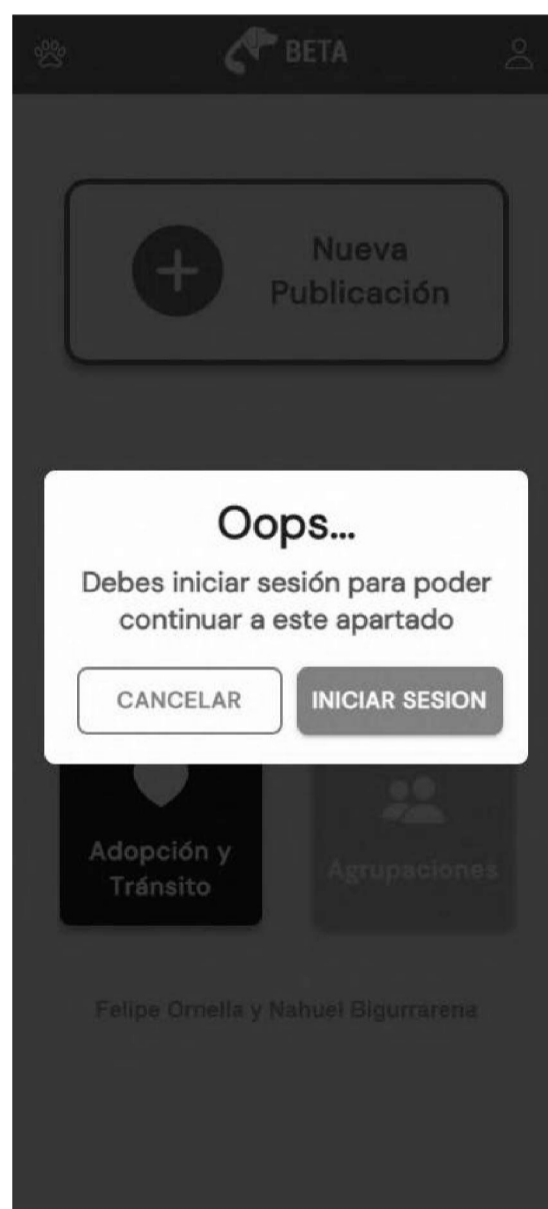 BETA
Nueva
Publicación
Oops...
Debes iniciar sesión para poder
continuar a este apartado
CANCELAR
INICIAR SESION
Adopción y
Tránsito
Agrupaciones
Felipe Ornella y Nahuel Bigurrarena